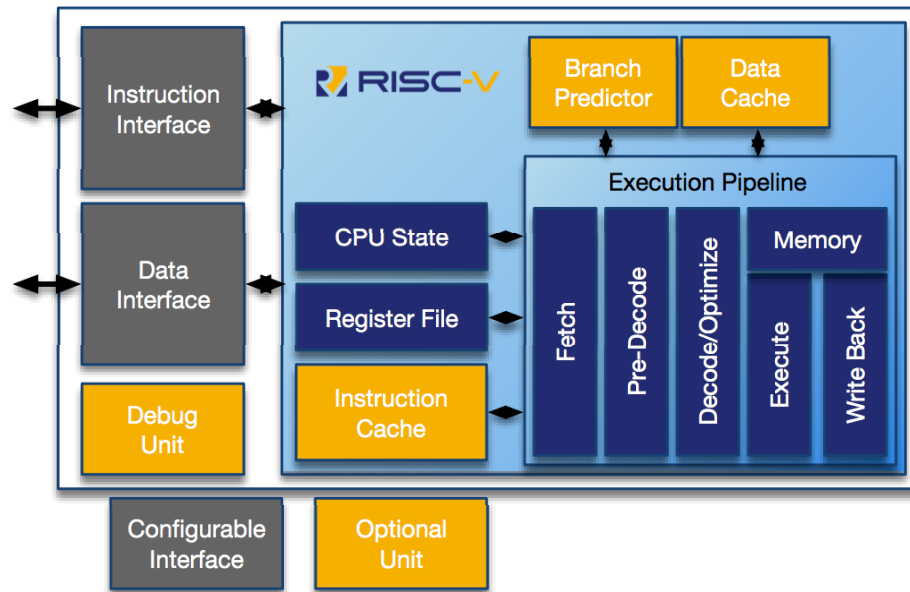 Instruction
Interface
RISC-V
Branch
Predictor
Data
Cache
Execution Pipeline
CPU State
Data
Interface
Register File
Instruction
Cache
Fetch
Pre-Decode
Decode/Optimize
Memory
Execute
Write Back
Debug
Unit
Configurable
Interface
Optional
Unit